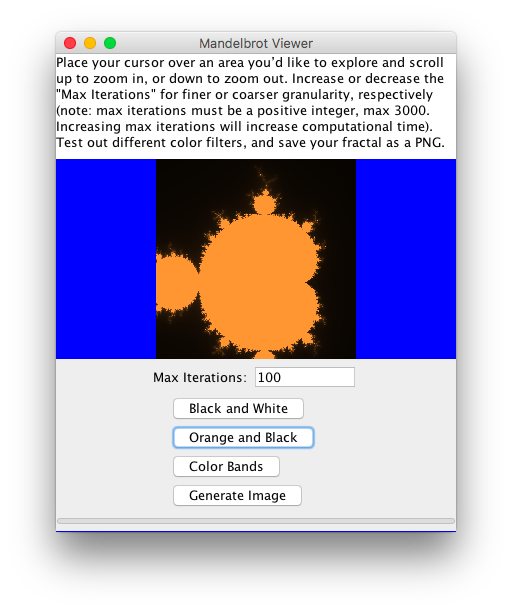 Mandelbrot Viewer
Place your cursor over an area you’d like to explore and scroll
up to zoom in, or down to zoom out. Increase or decrease the
"Max Iterations" for finer or coarser granularity, respectively
(note: max iterations must be a positive integer, max 3000.
Increasing max iterations will increase computational time).
Test out different color filters, and save your fractal as a PNG.
Max Iterations: 100
Black and White
Orange and Black
Color Bands
Generate Image